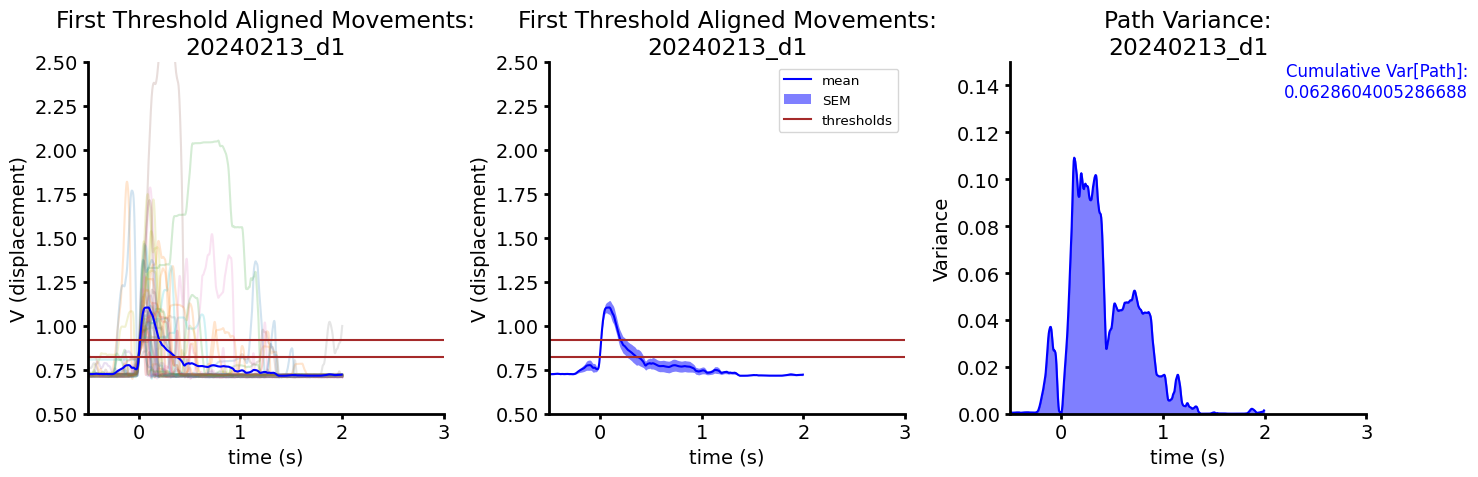 First Threshold Aligned Movements:
20240213_d1
V (displacement)
2.50
2.25
2.00
1.75
1.50
1.25
1.00
0.75
0.50
0
1
2
3
time (s)
First Threshold Aligned Movements:
20240213_d1
V (displacement)
2.50
2.25
2.00
1.75
1.50
1.25
1.00
0.75
0.50
mean
SEM
thresholds
0
1
2
3
time (s)
Path Variance:
20240213_d1
Cumulative Var[Path]:
0.0628604005286688
Variance
0.14
0.12
0.10
0.08
0.06
0.04
0.02
0.00
0
1
2
3
time (s)